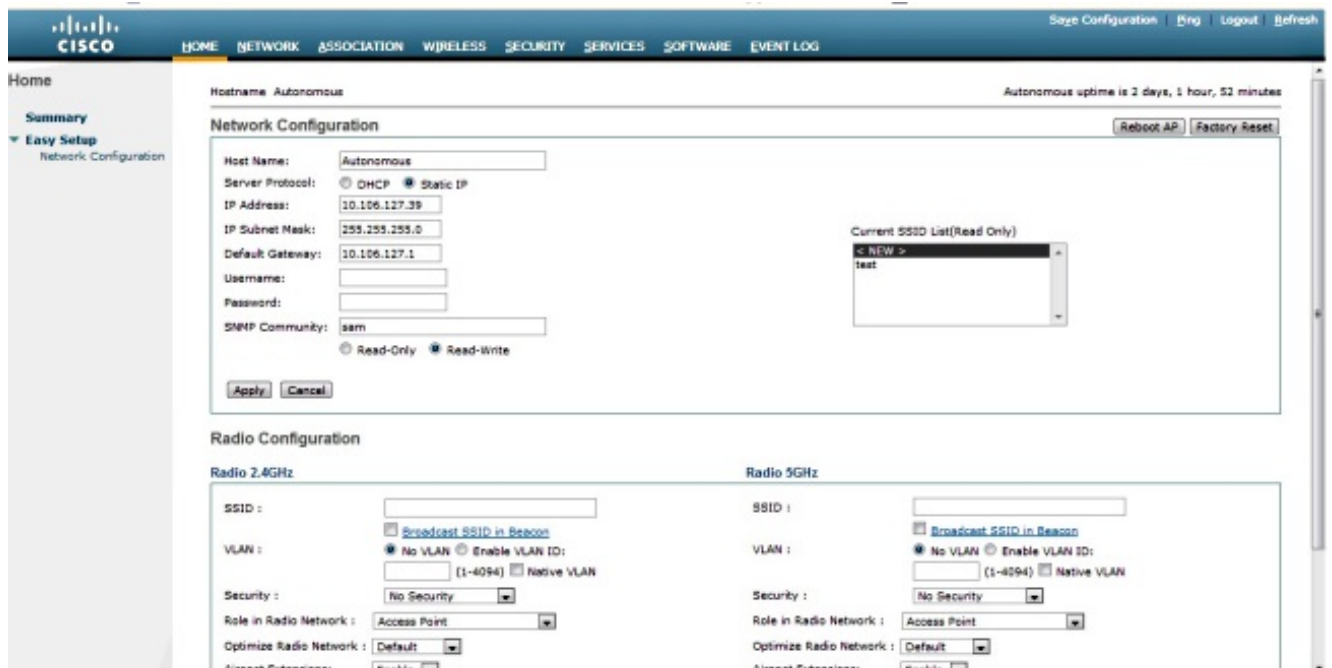 Save Configuration Ping Logout Refresh
CISCO
HOME NETWORK ASSOCIATION WIRELESS SECURITY SERVICES SOFTWARE EVENT LOG
Home
Summary
Easy Setup
Network Configuration
Hostname Autonomous
Autonomous uptime is 2 days, 1 hour, 52 minutes
Network Configuration
Reboot AP Factory Reset
Host Name: Autonomous
Server Protocol: DHCP Static IP
IP Address: 10.106.127.39
IP Subnet Mask: 255.255.255.0
Default Gateway: 10.106.127.1
Username:
Password:
SNMP Community: sam
Read-Only Read-Write
Current SSID List(Read Only)
< NEW >
test
Apply Cancel
Radio Configuration
Radio 2.4GHz
SSID :
Broadcast SSID in Beacon
VLAN : No VLAN Enable VLAN ID:
(1-4094) Native VLAN
Security : No Security
Role in Radio Network : Access Point
Optimize Radio Network : Default
Aironet Extensions: Enable
Radio 5GHz
SSID :
Broadcast SSID in Beacon
VLAN : No VLAN Enable VLAN ID:
(1-4094) Native VLAN
Security : No Security
Role in Radio Network : Access Point
Optimize Radio Network : Default
Aironet Extensions: Enable